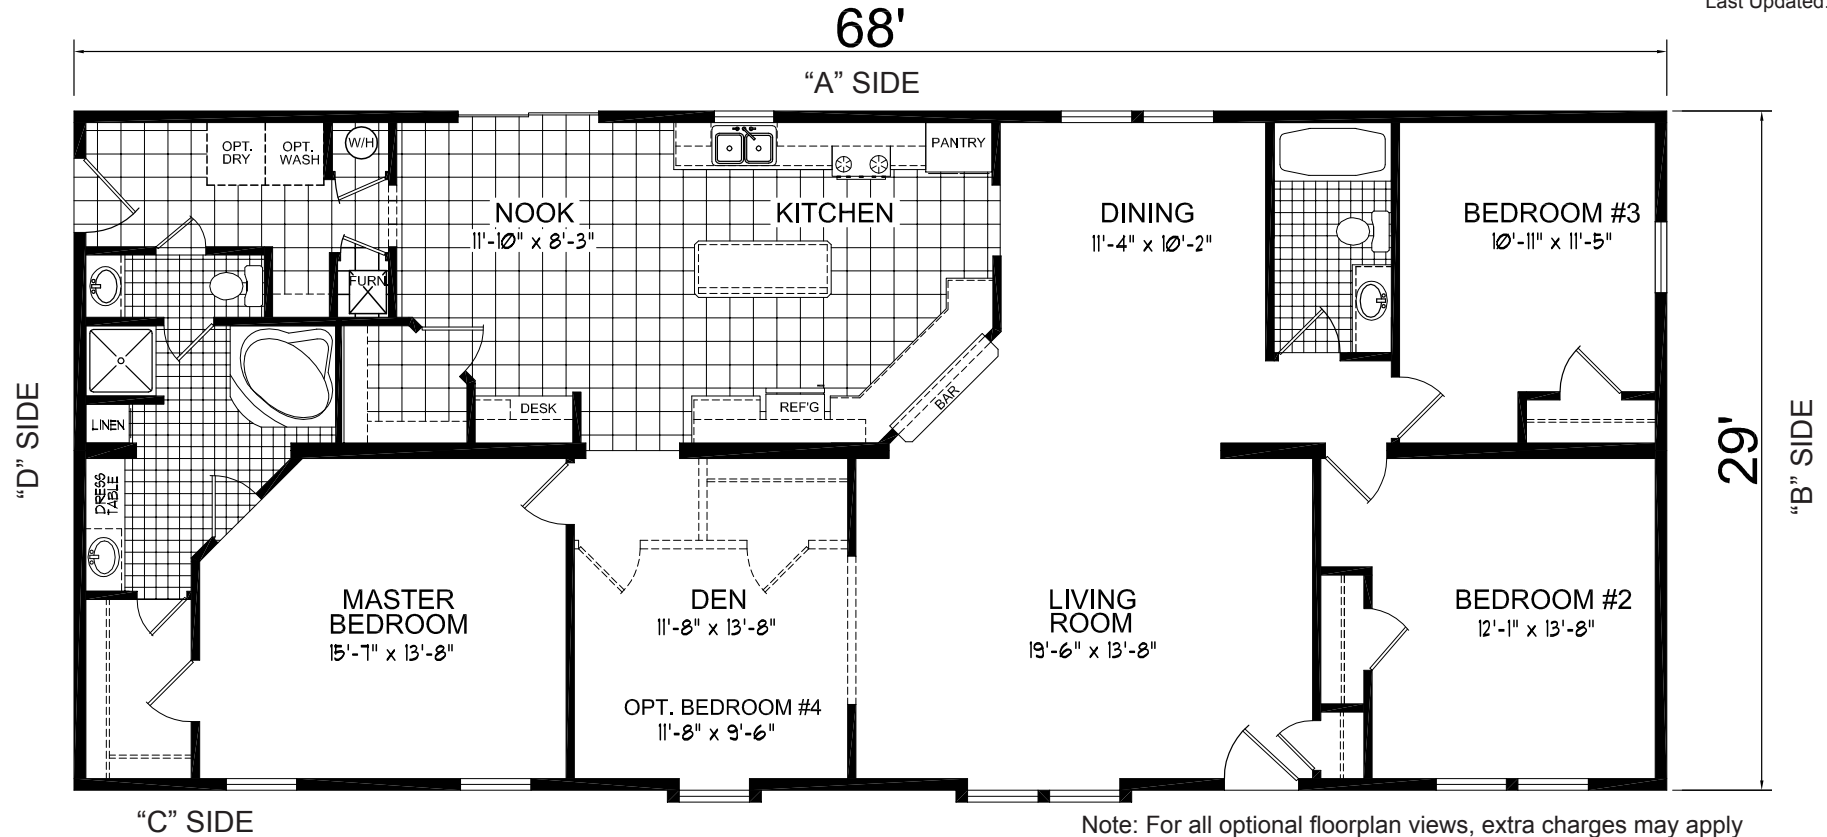 Last Updated:
68'
“A” SIDE
OPT.
DRY
OPT.
WASH
W/H
PANTRY
NOOK
11'-10" x 8'-3"
KITCHEN
DINING
11'-4" x 10'-2"
BEDROOM #3
10'-11" x 11'-5"
FURN
BAR
DESK
REF'G
LINEN
“D” SIDE
29'
“B” SIDE
DRESS
TABLE
MASTER
BEDROOM
15'-7" x 13'-8"
DEN
11'-8" x 13'-8"
LIVING
ROOM
19'-6" x 13'-8"
BEDROOM #2
12'-1" x 13'-8"
OPT. BEDROOM #4
11'-8" x 9'-6"
“C” SIDE
Note: For all optional floorplan views, extra charges may apply